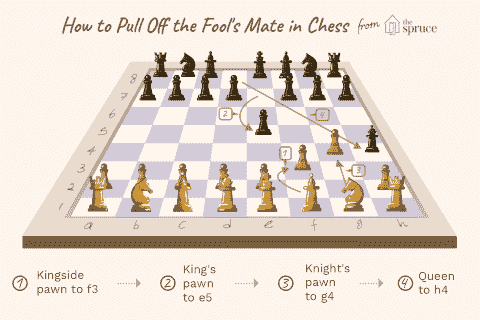 How to Pull Off the Fool's Mate in Chess from the spruce
8
7
6
5
4
3
2
1
a b c d e f g h
2
4
1
3
1 Kingside pawn to f3
2 King's pawn to e5
3 Knight's pawn to g4
4 Queen to h4